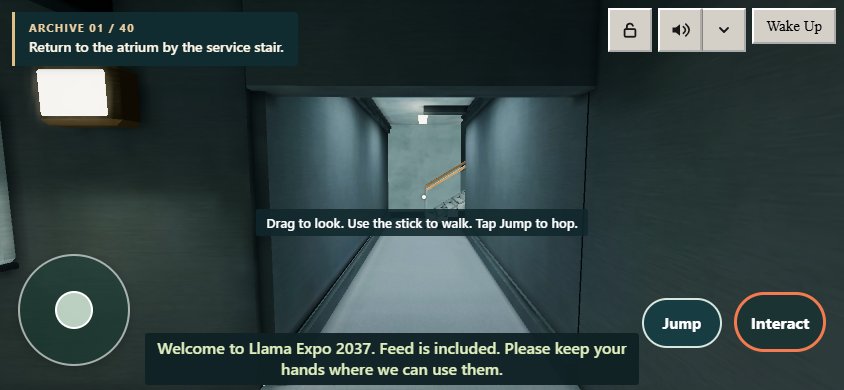 ARCHIVE 01 / 40
Return to the atrium by the service stair.
Wake Up
Drag to look. Use the stick to walk. Tap Jump to hop.
Jump
Interact
Welcome to Llama Expo 2037. Feed is included. Please keep your
hands where we can use them.